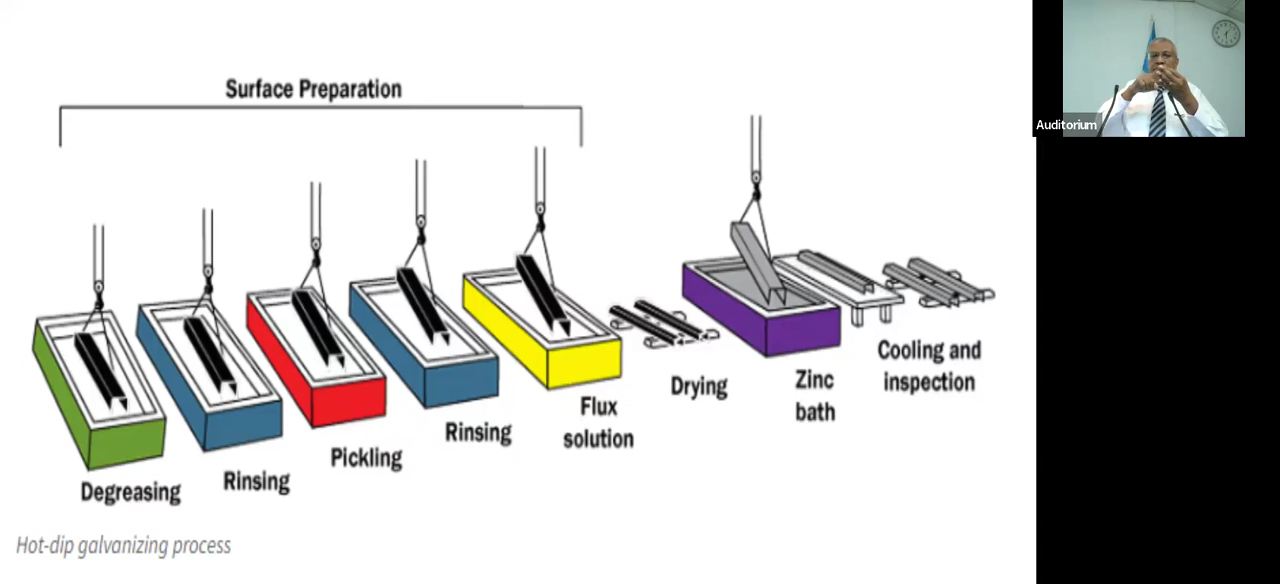 Surface Preparation
Auditorium
Degreasing
Rinsing
Pickling
Rinsing
Flux
solution
Drying
Zinc
bath
Cooling and
inspection
Hot-dip galvanizing process